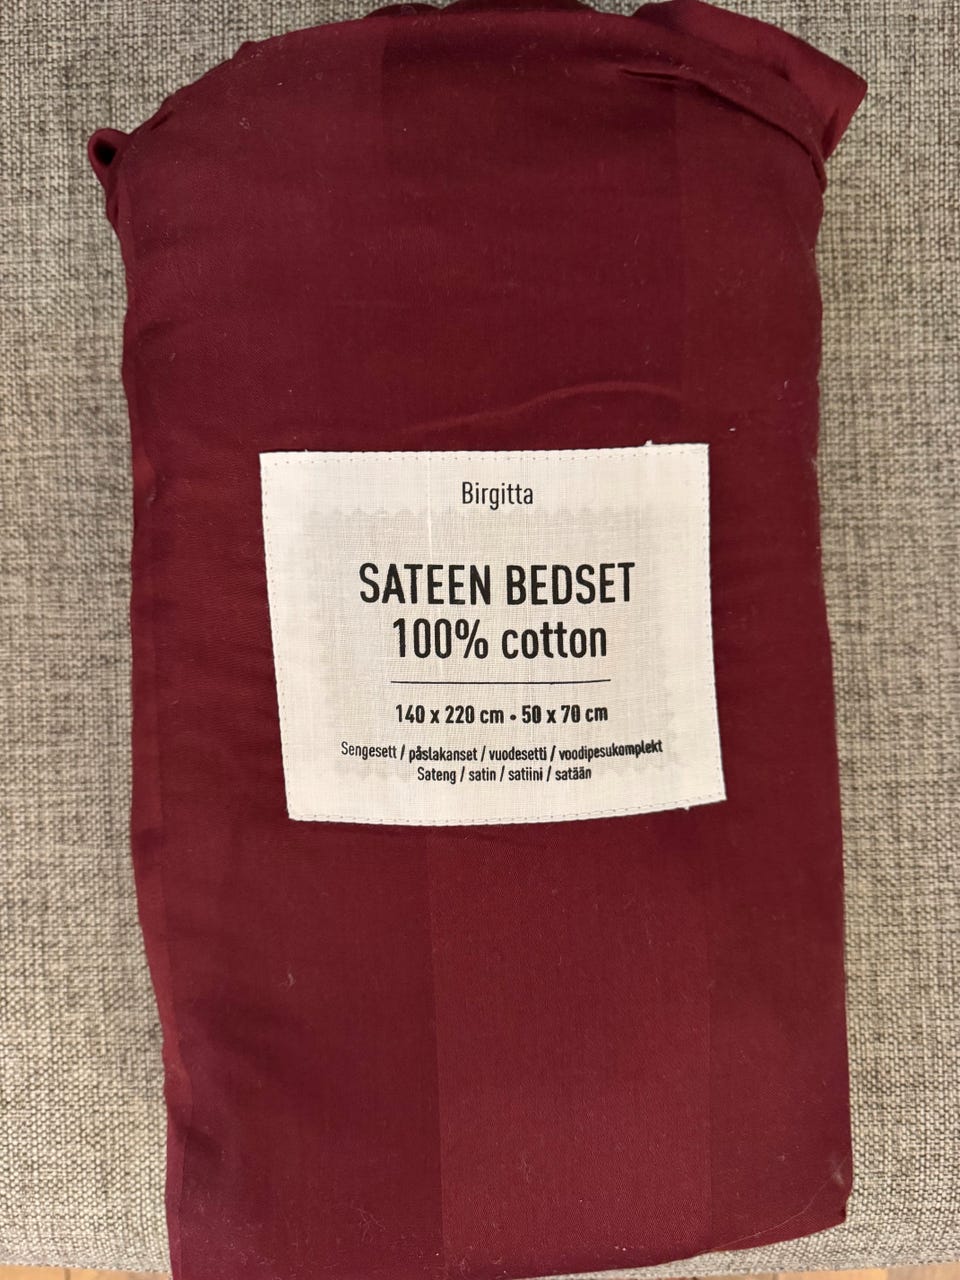 Birgitta
SATEEN BEDSET
100% cotton
140 x 220 cm • 50 x 70 cm
Sengesett / påslakanset / vuodesetti / voodipesukomplekt
Sateng / satin / satiini / satään